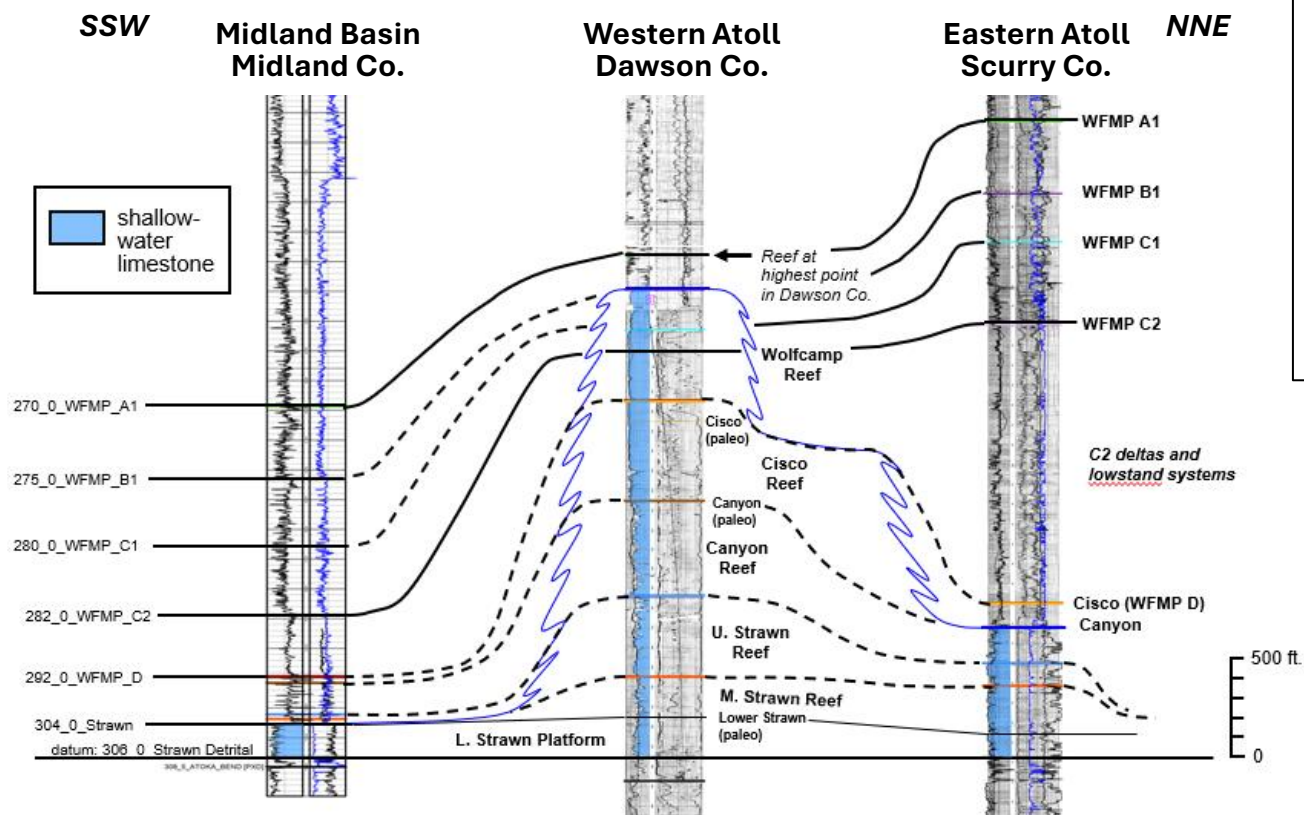 SSW
Midland Basin
Midland Co.
Western Atoll
Dawson Co.
Eastern Atoll
Scurry Co.
NNE
shallow-
water
limestone
Reef at
highest point
in Dawson Co.
WFMP A1
WFMP B1
WFMP C1
WFMP C2
270_0_WFMP_A1
275_0_WFMP_B1
280_0_WFMP_C1
282_0_WFMP_C2
292_0_WFMP_D
304_0_Strawn
datum: 306_0_Strawn Detrital
308_0_ATOKA_BEND [PXD]
Wolfcamp
Reef
Cisco
(paleo)
Cisco
Reef
Canyon
(paleo)
Canyon
Reef
U. Strawn
Reef
M. Strawn Reef
Lower Strawn
(paleo)
L. Strawn Platform
C2 deltas and
lowstand systems
Cisco (WFMP D)
Canyon
500 ft.
0